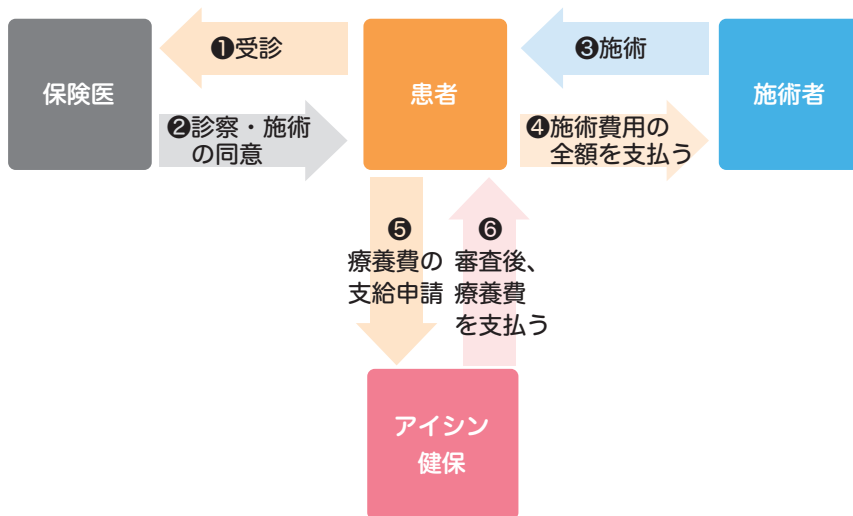 保険医
❶受診
❷診察・施術
の同意
患者
❸施術
❹施術費用の
全額を支払う
施術者
❺
療養費の
支給申請
❻
審査後、
療養費
を支払う
アイシン
健保